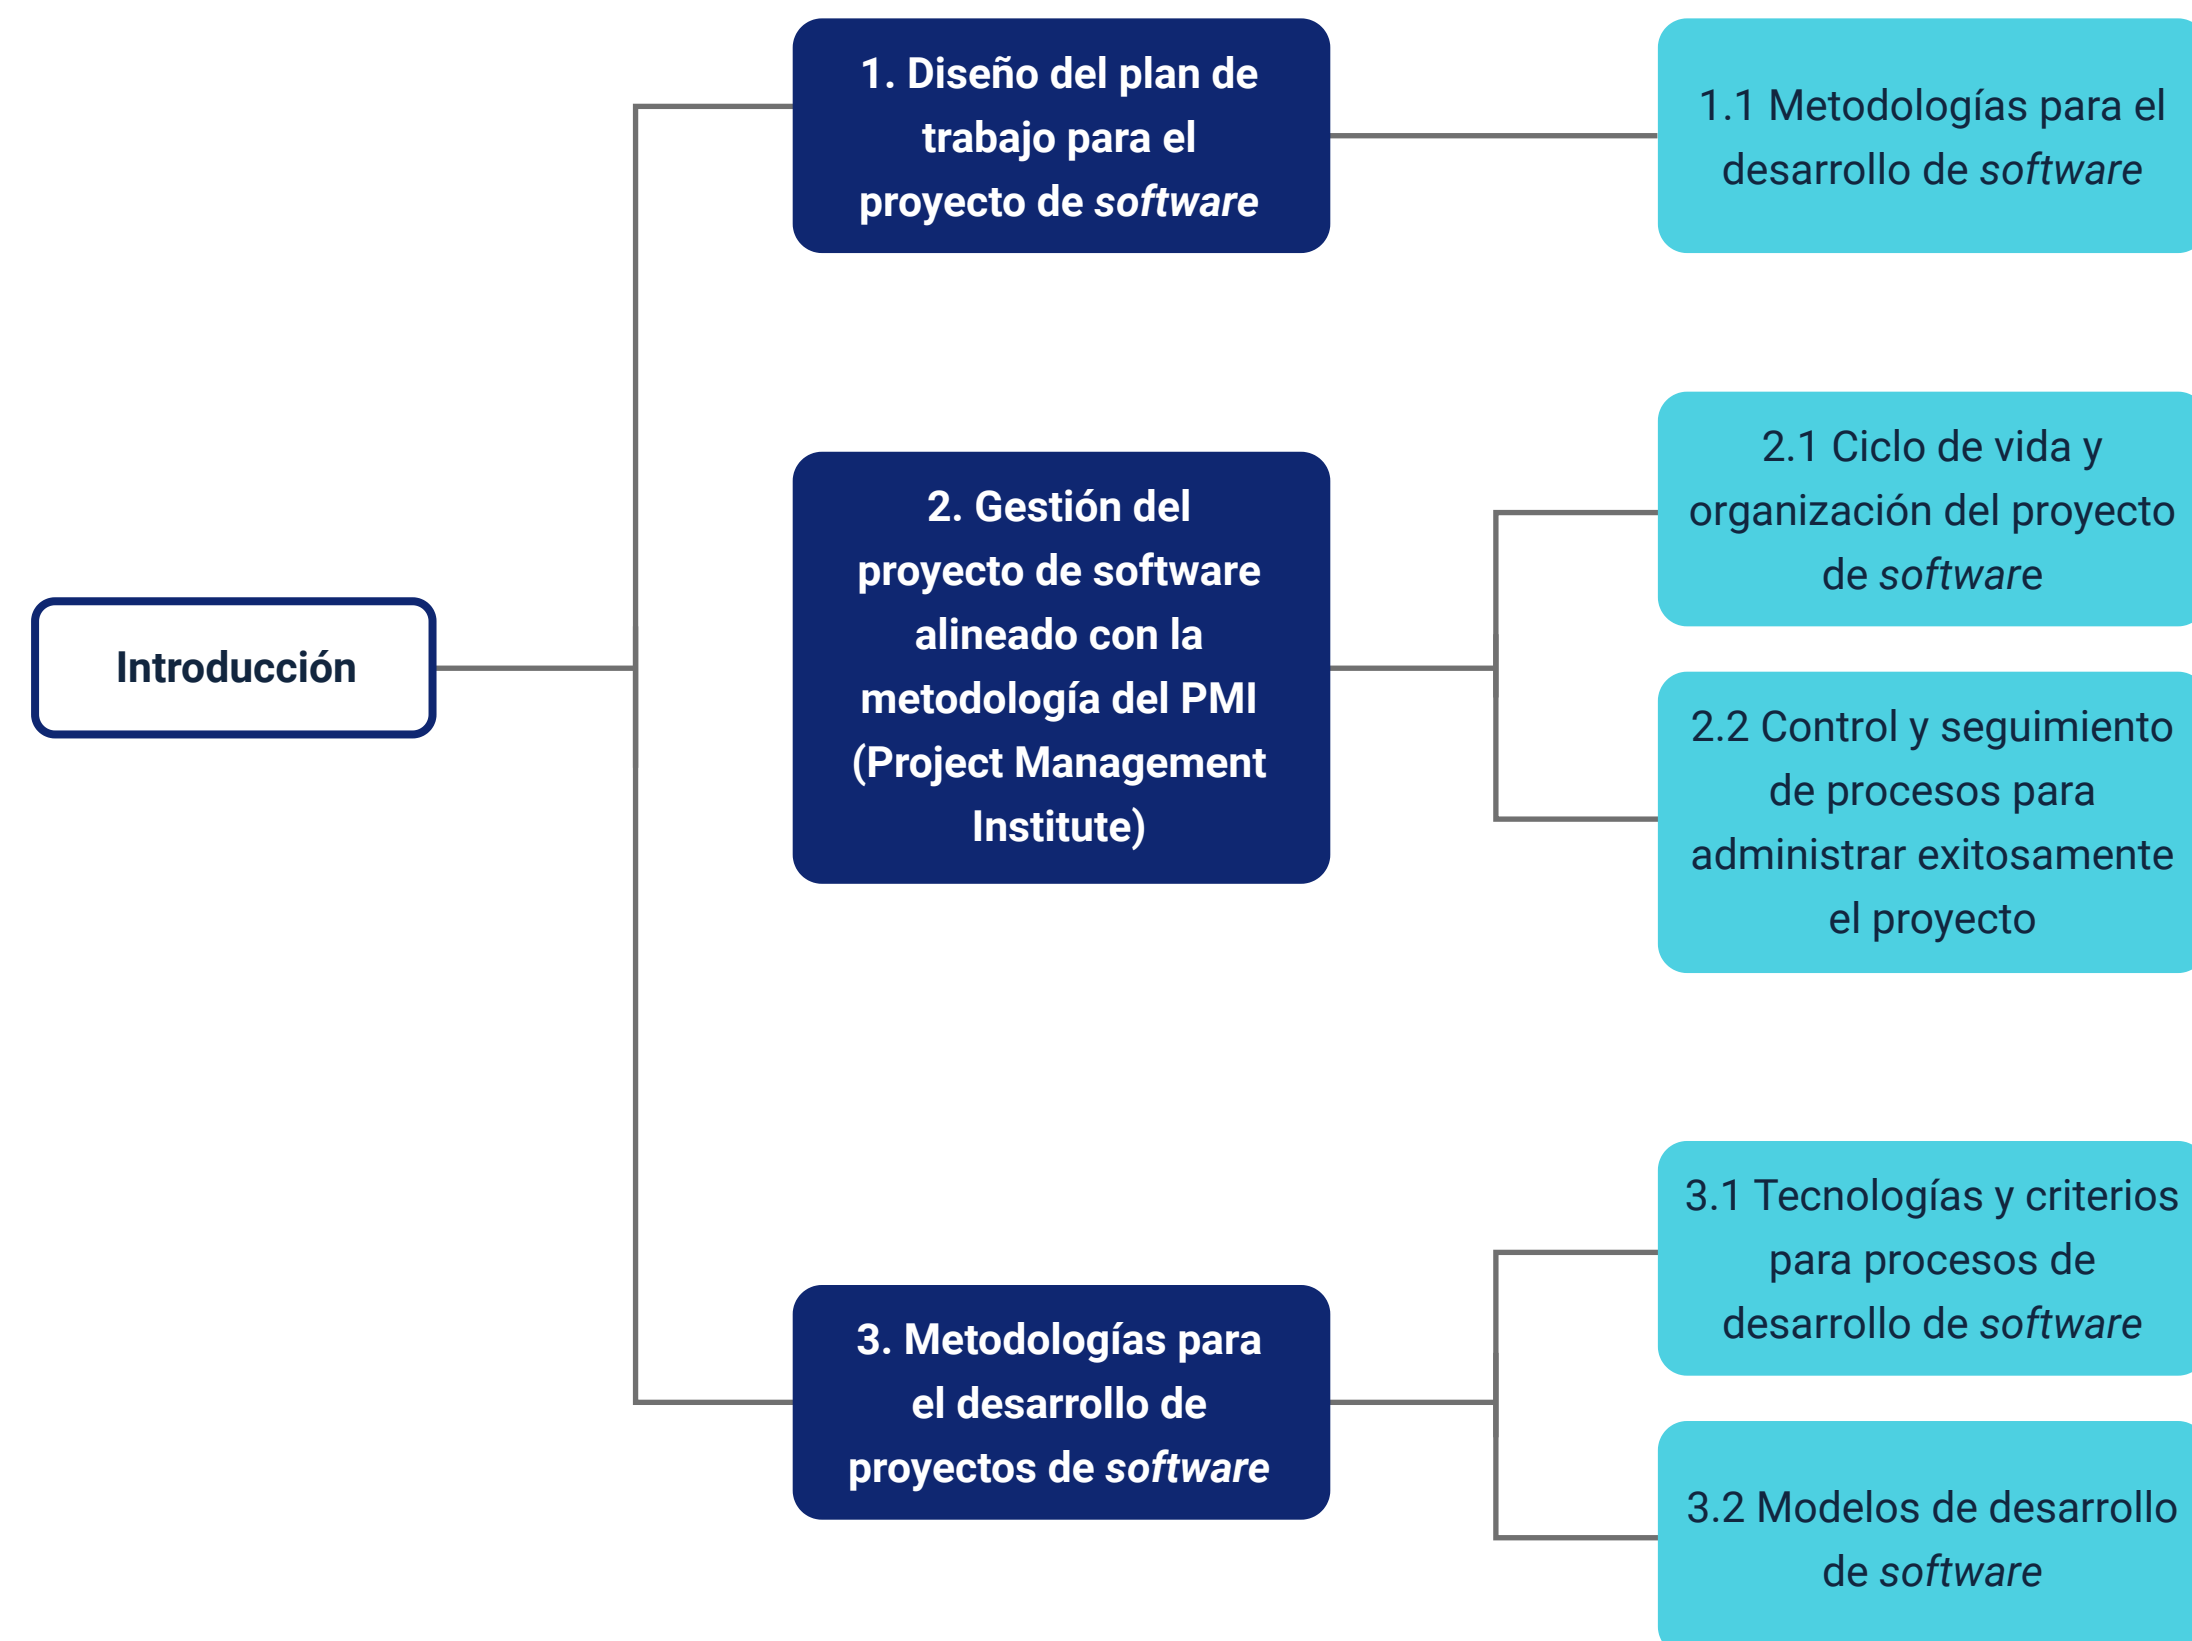 Introducción
1. Diseño del plan de
trabajo para el
proyecto de software
1.1 Metodologías para el
desarrollo de software
2. Gestión del
proyecto de software
alineado con la
metodología del PMI
(Project Management
Institute)
2.1 Ciclo de vida y
organización del proyecto
de software
2.2 Control y seguimiento
de procesos para
administrar exitosamente
el proyecto
3. Metodologías para
el desarrollo de
proyectos de software
3.1 Tecnologías y criterios
para procesos de
desarrollo de software
3.2 Modelos de desarrollo
de software